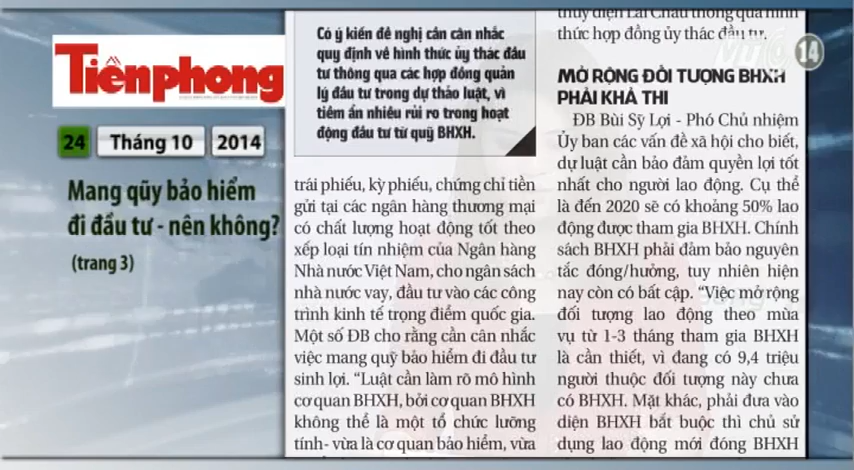 Tiềnphong
24 Tháng 10 2014
Mang qũy bảo hiểm
đi đầu tư - nên không?
(trang 3)
Có ý kiến đề nghị cần cân nhắc
quy định về hình thức ủy thác đầu
tư thông qua các hợp đồng quản
lý đầu tư trong dự thảo luật, vì
tiềm ẩn nhiều rủi ro trong hoạt
động đầu tư từ quỹ BHXH.
trái phiếu, kỳ phiếu, chứng chỉ tiền
gửi tại các ngân hàng thương mại
có chất lượng hoạt động tốt theo
xếp loại tín nhiệm của Ngân hàng
Nhà nước Việt Nam, cho ngân sách
nhà nước vay, đầu tư vào các công
trình kinh tế trọng điểm quốc gia.
Một số ĐB cho rằng cần cân nhắc
việc mang quỹ bảo hiểm đi đầu tư
sinh lợi. “Luật cần làm rõ mô hình
cơ quan BHXH, bởi cơ quan BHXH
không thể là một tổ chức lưỡng
tính- vừa là cơ quan bảo hiểm, vừa
thủy điện Lai Châu thông qua hình
thức hợp đồng ủy thác đầu tư.
14
MỞ RỘNG ĐỐI TƯỢNG BHXH
PHẢI KHẢ THI
ĐB Bùi Sỹ Lợi - Phó Chủ nhiệm
Ủy ban các vấn đề xã hội cho biết,
dự luật cần bảo đảm quyền lợi tốt
nhất cho người lao động. Cụ thể
là đến 2020 sẽ có khoảng 50% lao
động được tham gia BHXH. Chính
sách BHXH phải đảm bảo nguyên
tắc đóng/hưởng, tuy nhiên hiện
nay còn có bất cập. “Việc mở rộng
đối tượng lao động theo mùa
vụ từ 1-3 tháng tham gia BHXH
là cần thiết, vì đang có 9,4 triệu
người thuộc đối tượng này chưa
có BHXH. Mặt khác, phải đưa vào
diện BHXH bắt buộc thì chủ sử
dụng lao động mới đóng BHXH